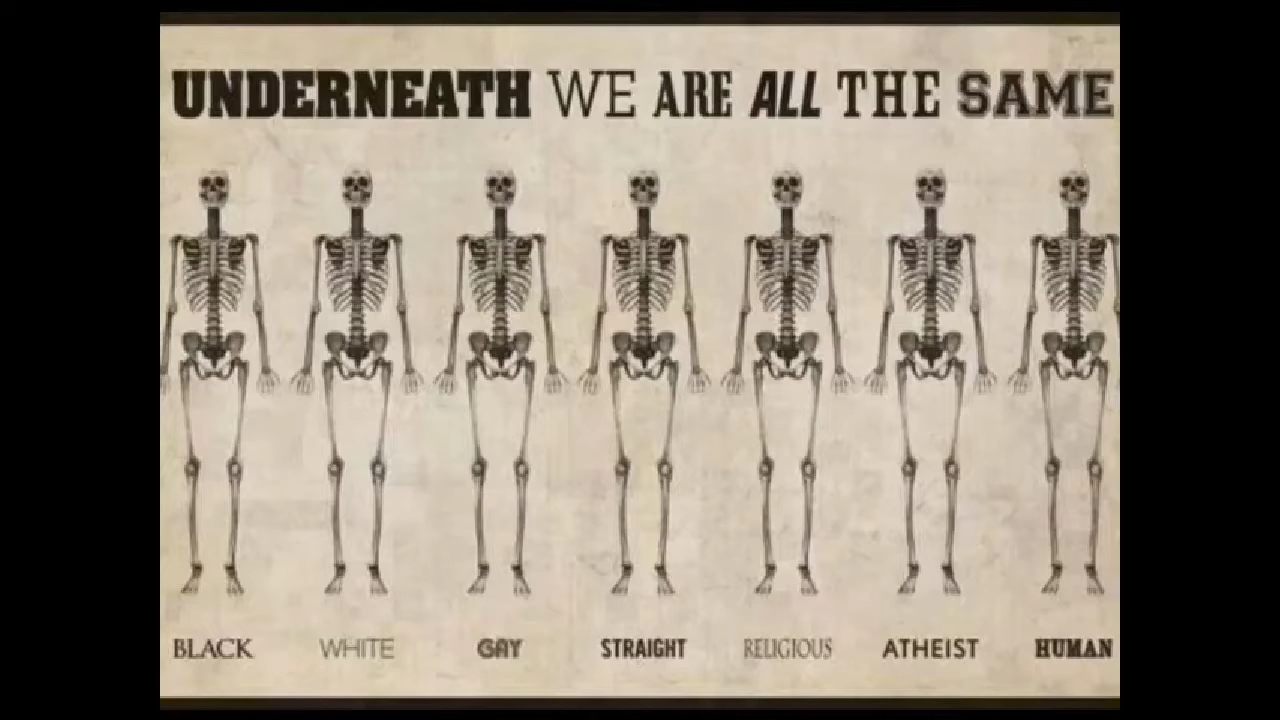 UNDERNEATH WE ARE ALL THE SAME
BLACK WHITE GAY STRAIGHT RELIGIOUS ATHEIST HUMAN